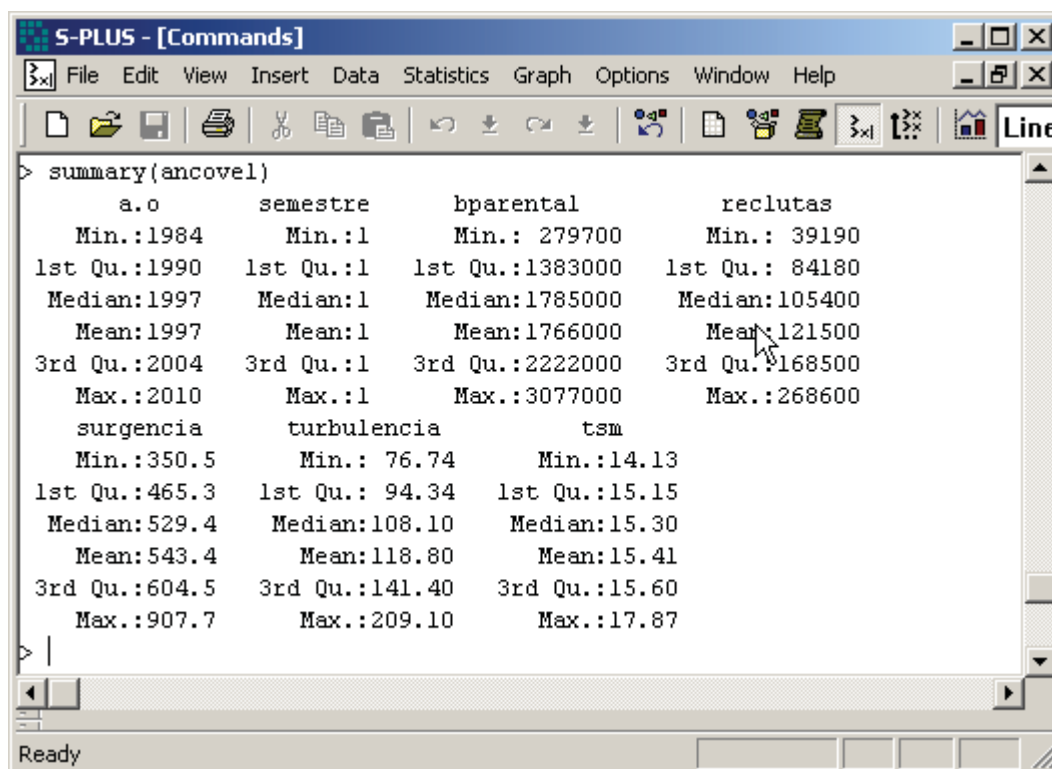 S-PLUS - [Commands]
File Edit View Insert Data Statistics Graph Options Window Help
Line
> summary(ancovel)
a.o semestre bparental reclutas
Min.:1984 Min.:1 Min.: 279700 Min.: 39190
1st Qu.:1990 1st Qu.:1 1st Qu.:1383000 1st Qu.: 84180
Median:1997 Median:1 Median:1785000 Median:105400
Mean:1997 Mean:1 Mean:1766000 Mean:121500
3rd Qu.:2004 3rd Qu.:1 3rd Qu.:2222000 3rd Qu.:168500
Max.:2010 Max.:1 Max.:3077000 Max.:268600
surgencia turbulencia tsm
Min.:350.5 Min.: 76.74 Min.:14.13
1st Qu.:465.3 1st Qu.: 94.34 1st Qu.:15.15
Median:529.4 Median:108.10 Median:15.30
Mean:543.4 Mean:118.80 Mean:15.41
3rd Qu.:604.5 3rd Qu.:141.40 3rd Qu.:15.60
Max.:907.7 Max.:209.10 Max.:17.87
>
Ready